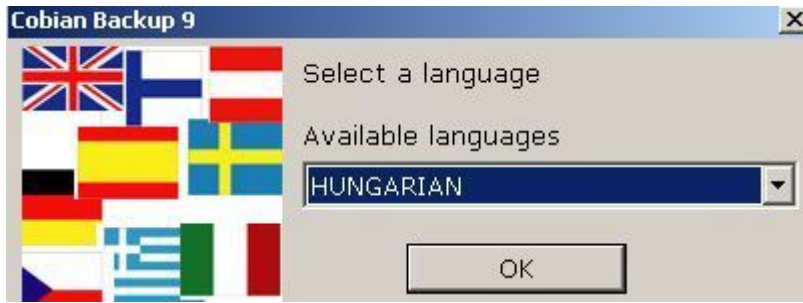 Cobian Backup 9
Select a language
Available languages
HUNGARIAN
OK